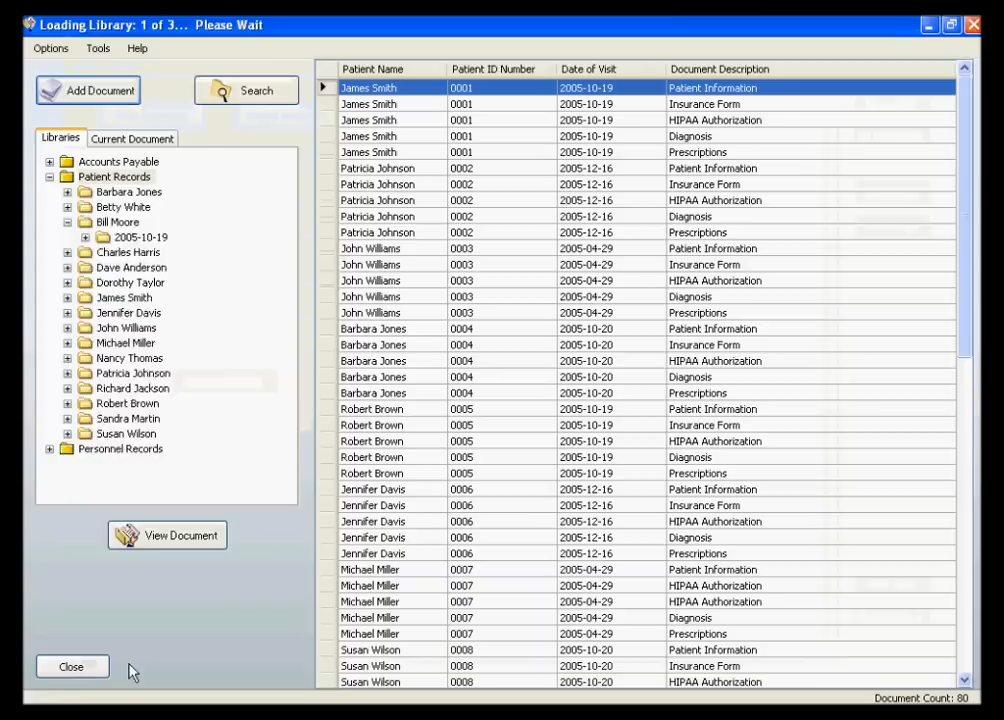 Loading Library: 1 of 3... Please Wait
Options Tools Help
Add Document
Search
Libraries Current Document
Accounts Payable
Patient Records
Barbara Jones
Betty White
Bill Moore
2005-10-19
Charles Harris
Dave Anderson
Dorothy Taylor
James Smith
Jennifer Davis
John Williams
Michael Miller
Nancy Thomas
Patricia Johnson
Richard Jackson
Robert Brown
Sandra Martin
Susan Wilson
Personnel Records
View Document
Close
Patient Name Patient ID Number Date of Visit Document Description
James Smith 0001 2005-10-19 Patient Information
James Smith 0001 2005-10-19 Insurance Form
James Smith 0001 2005-10-19 HIPAA Authorization
James Smith 0001 2005-10-19 Diagnosis
James Smith 0001 2005-10-19 Prescriptions
Patricia Johnson 0002 2005-12-16 Patient Information
Patricia Johnson 0002 2005-12-16 Insurance Form
Patricia Johnson 0002 2005-12-16 HIPAA Authorization
Patricia Johnson 0002 2005-12-16 Diagnosis
Patricia Johnson 0002 2005-12-16 Prescriptions
John Williams 0003 2005-04-29 Patient Information
John Williams 0003 2005-04-29 Insurance Form
John Williams 0003 2005-04-29 HIPAA Authorization
John Williams 0003 2005-04-29 Diagnosis
John Williams 0003 2005-04-29 Prescriptions
Barbara Jones 0004 2005-10-20 Patient Information
Barbara Jones 0004 2005-10-20 Insurance Form
Barbara Jones 0004 2005-10-20 HIPAA Authorization
Barbara Jones 0004 2005-10-20 Diagnosis
Barbara Jones 0004 2005-10-20 Prescriptions
Robert Brown 0005 2005-10-19 Patient Information
Robert Brown 0005 2005-10-19 Insurance Form
Robert Brown 0005 2005-10-19 HIPAA Authorization
Robert Brown 0005 2005-10-19 Diagnosis
Robert Brown 0005 2005-10-19 Prescriptions
Jennifer Davis 0006 2005-12-16 Patient Information
Jennifer Davis 0006 2005-12-16 Insurance Form
Jennifer Davis 0006 2005-12-16 HIPAA Authorization
Jennifer Davis 0006 2005-12-16 Diagnosis
Jennifer Davis 0006 2005-12-16 Prescriptions
Michael Miller 0007 2005-04-29 Patient Information
Michael Miller 0007 2005-04-29 HIPAA Authorization
Michael Miller 0007 2005-04-29 HIPAA Authorization
Michael Miller 0007 2005-04-29 Diagnosis
Michael Miller 0007 2005-04-29 Prescriptions
Susan Wilson 0008 2005-10-20 Patient Information
Susan Wilson 0008 2005-10-20 Insurance Form
Susan Wilson 0008 2005-10-20 HIPAA Authorization
Document Count: 80